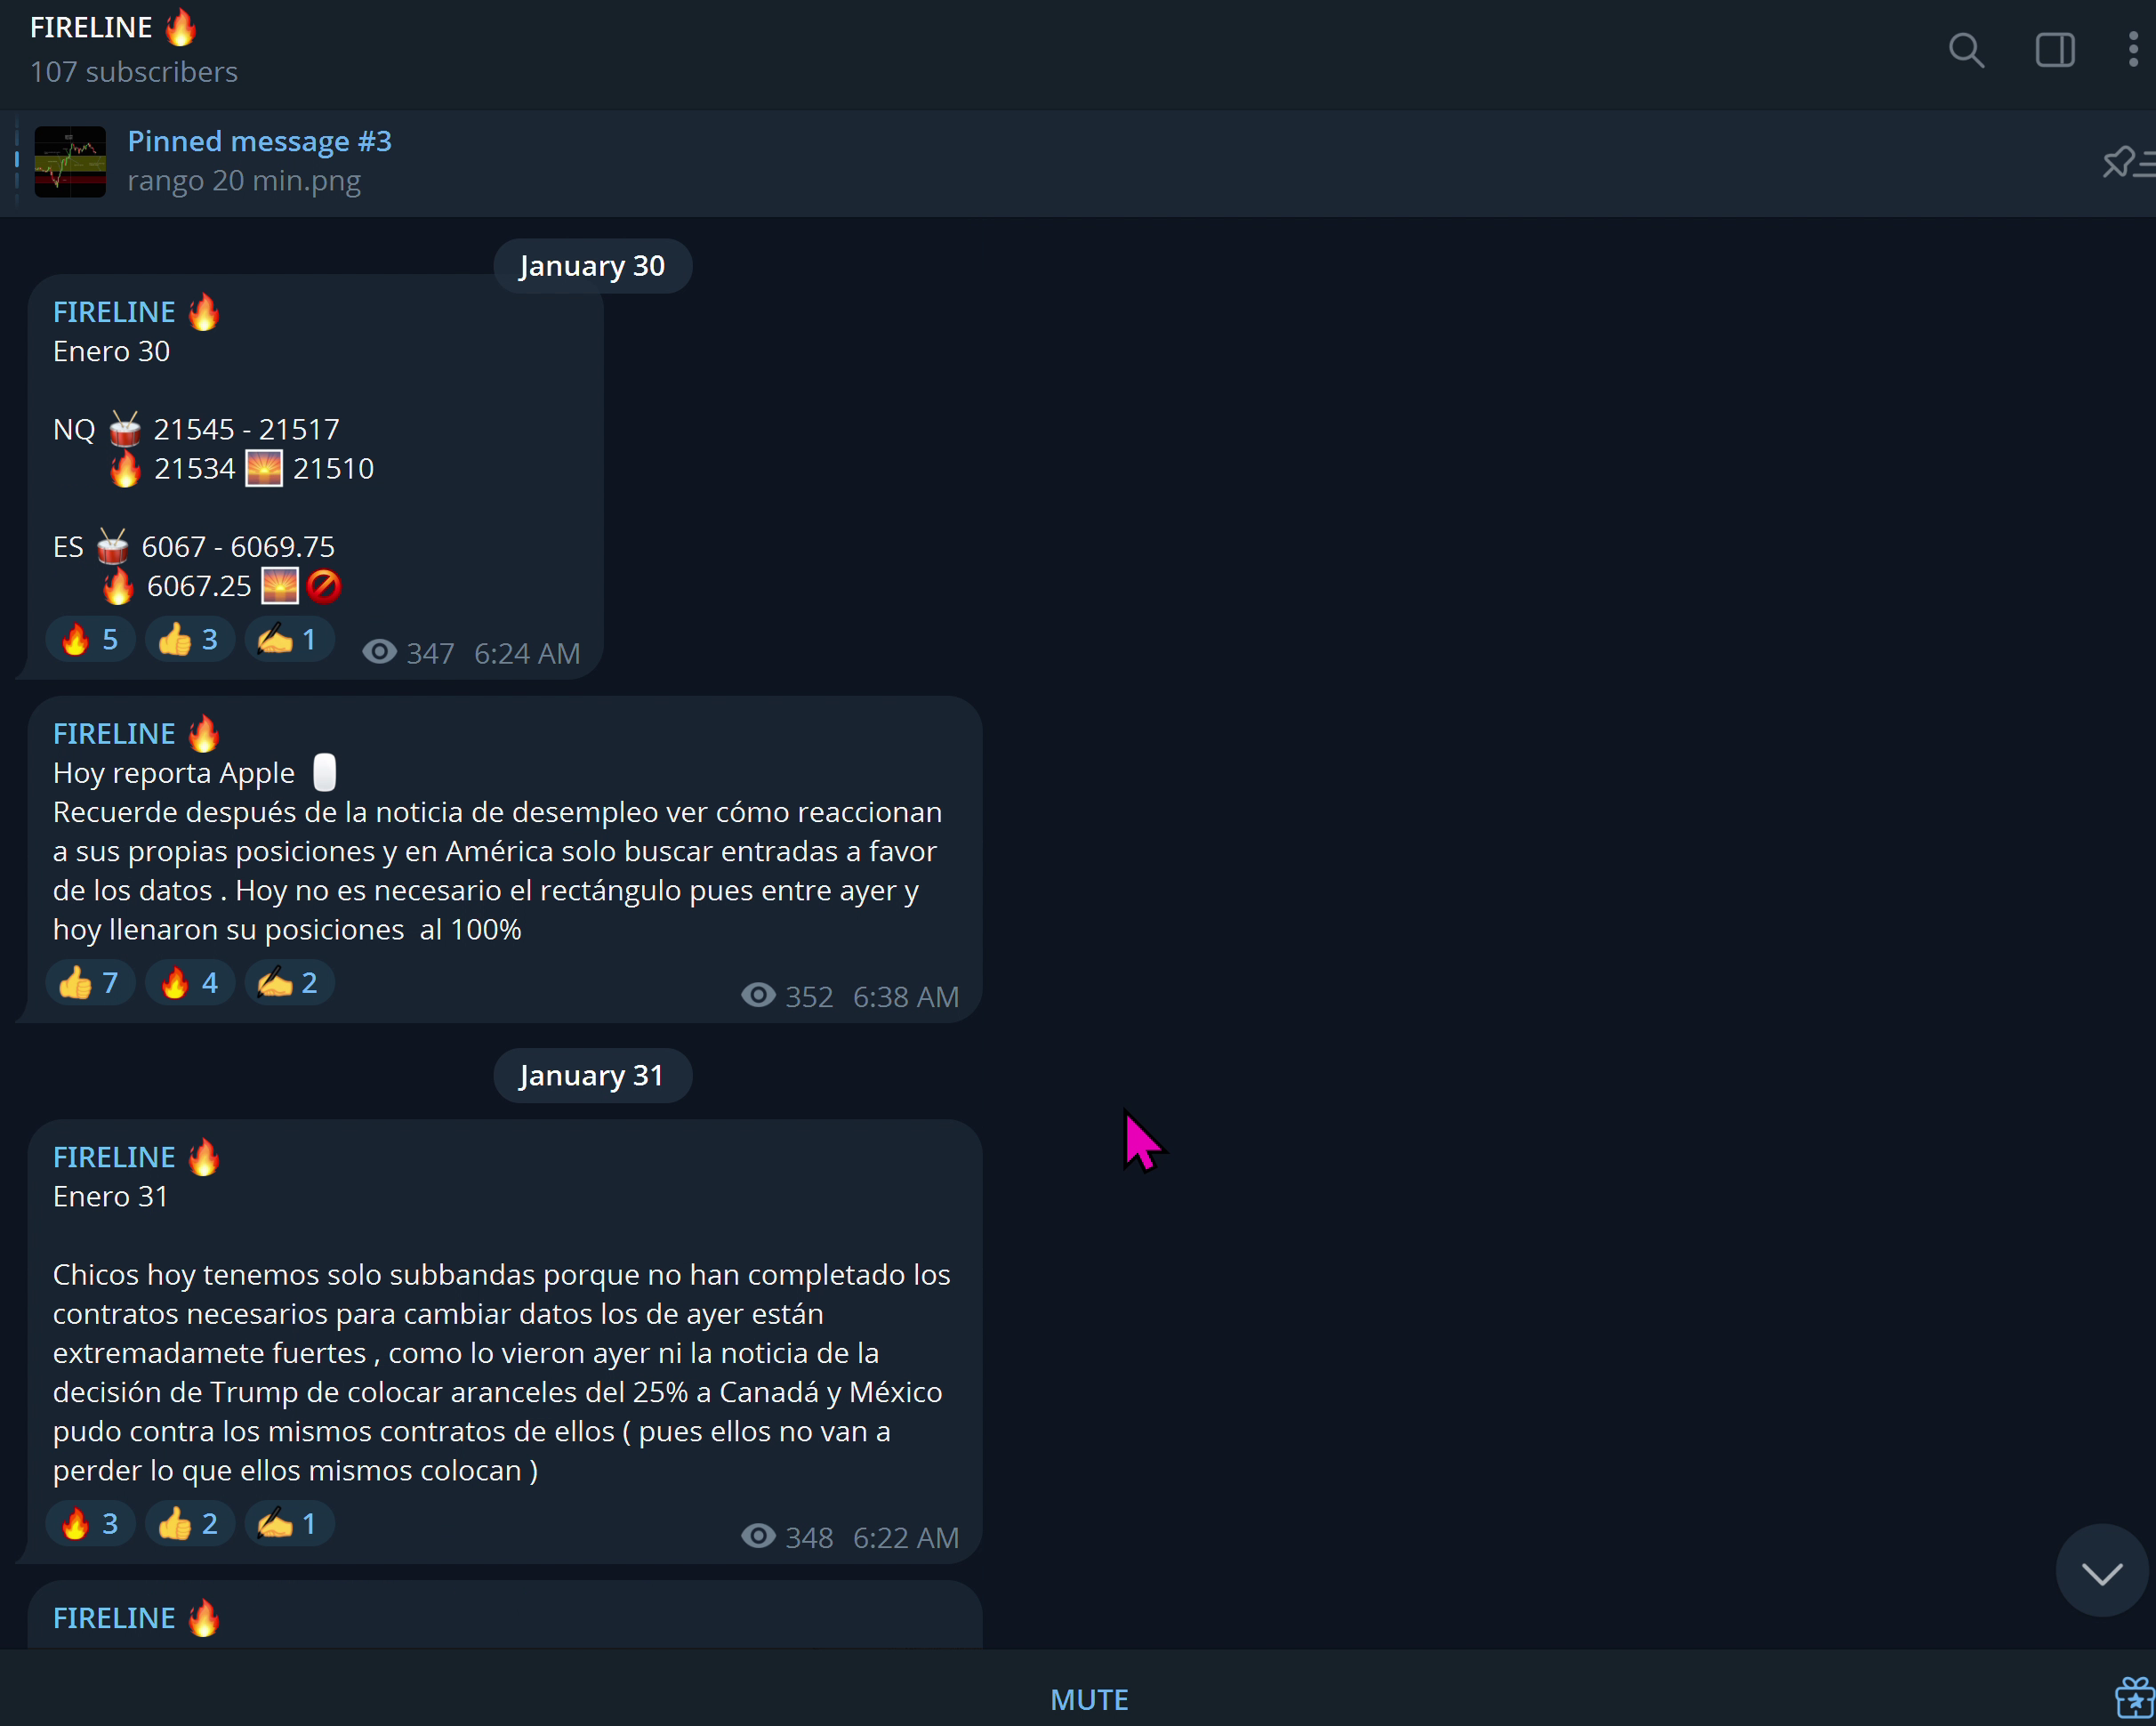 FIRELINE 🔥
107 subscribers
Pinned message #3
rango 20 min.png
January 30
FIRELINE 🔥
Enero 30
NQ 🥁 21545 - 21517
🔥 21534 🌅 21510
ES 🥁 6067 - 6069.75
🔥 6067.25 🌅🚫
🔥 5 👍 3 ✍️ 1 347 6:24 AM
FIRELINE 🔥
Hoy reporta Apple
Recuerde después de la noticia de desempleo ver cómo reaccionan
a sus propias posiciones y en América solo buscar entradas a favor
de los datos . Hoy no es necesario el rectángulo pues entre ayer y
hoy llenaron su posiciones  al 100%
👍 7 🔥 4 ✍️ 2 352 6:38 AM
January 31
FIRELINE 🔥
Enero 31
Chicos hoy tenemos solo subbandas porque no han completado los
contratos necesarios para cambiar datos los de ayer están
extremadamete fuertes , como lo vieron ayer ni la noticia de la
decisión de Trump de colocar aranceles del 25% a Canadá y México
pudo contra los mismos contratos de ellos ( pues ellos no van a
perder lo que ellos mismos colocan )
🔥 3 👍 2 ✍️ 1 348 6:22 AM
FIRELINE 🔥
MUTE